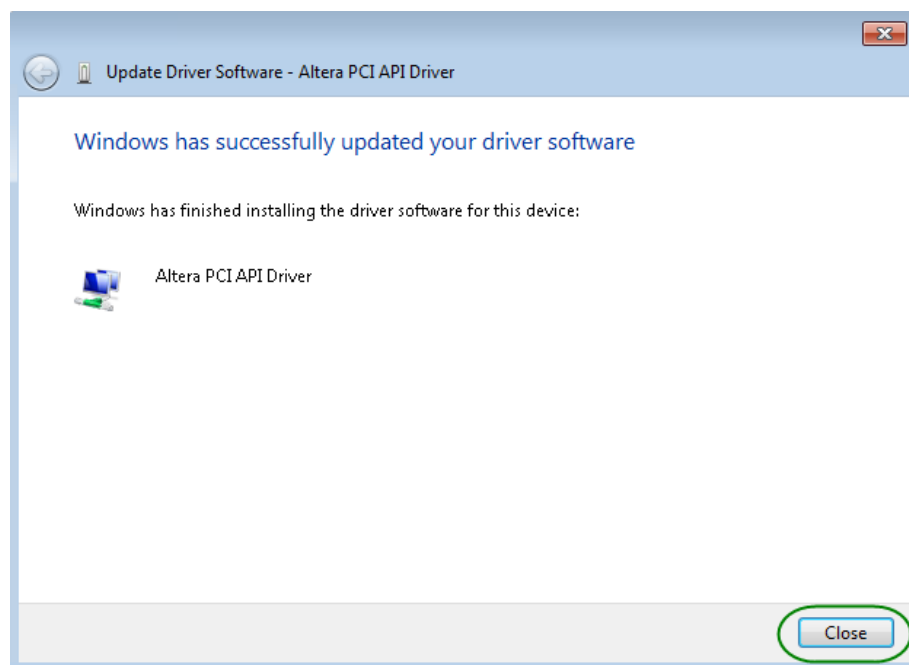 Update Driver Software - Altera PCI API Driver
Windows has successfully updated your driver software
Windows has finished installing the driver software for this device:
Altera PCI API Driver
Close